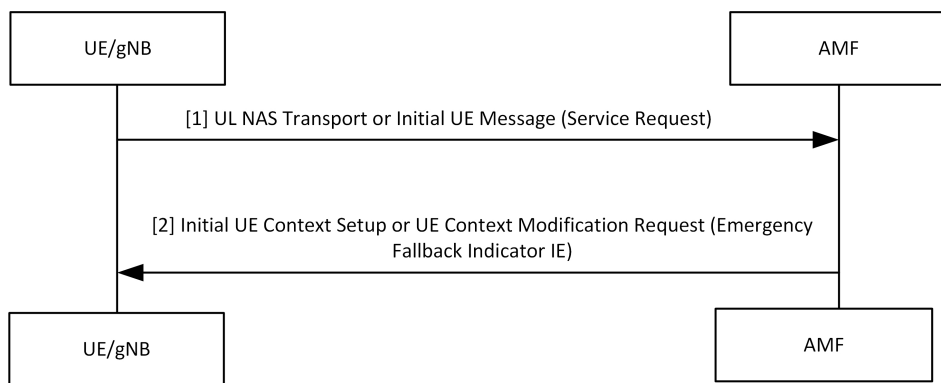 UE/gNB
AMF
[1] UL NAS Transport or Initial UE Message (Service Request)
[2] Initial UE Context Setup or UE Context Modification Request (Emergency
Fallback Indicator IE)
UE/gNB
AMF